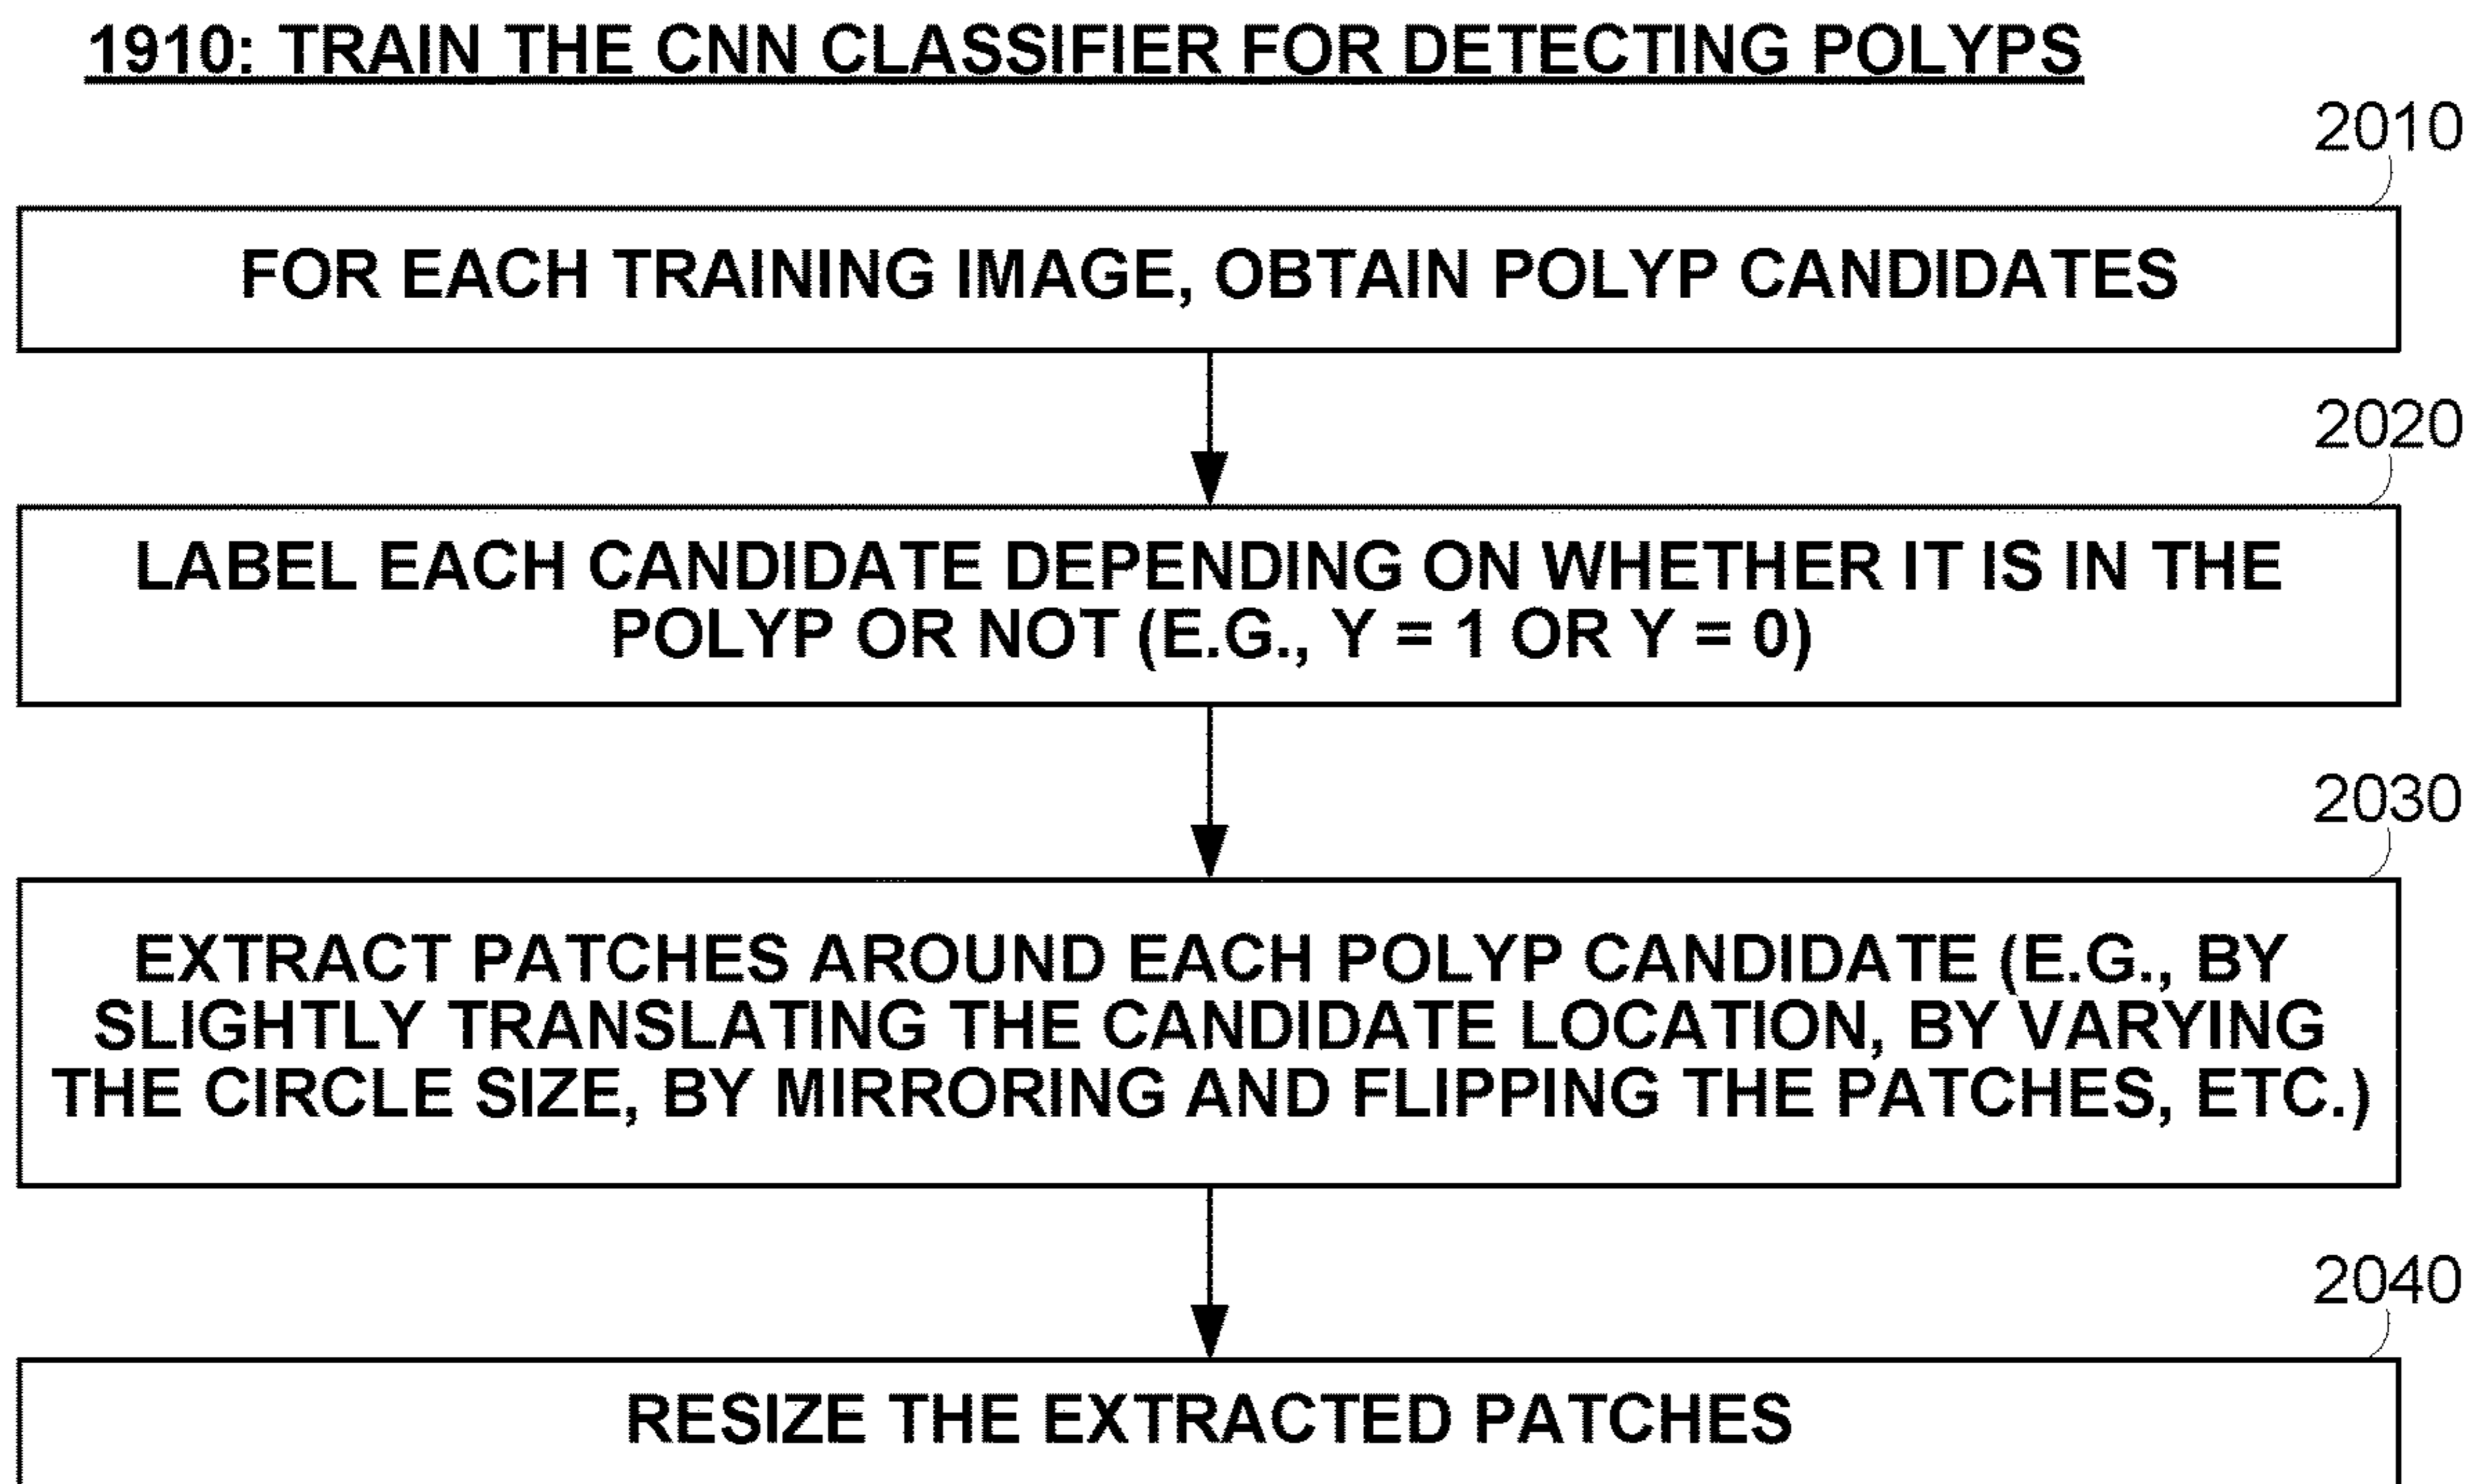 1910: TRAIN THE CNN CLASSIFIER FOR DETECTING POLYPS
2010
FOR EACH TRAINING IMAGE, OBTAIN POLYP CANDIDATES
2020
LABEL EACH CANDIDATE DEPENDING ON WHETHER IT IS IN THE
POLYP OR NOT (E.G., Y = 1 OR Y = 0)
2030
EXTRACT PATCHES AROUND EACH POLYP CANDIDATE (E.G., BY
SLIGHTLY TRANSLATING THE CANDIDATE LOCATION, BY VARYING
THE CIRCLE SIZE, BY MIRRORING AND FLIPPING THE PATCHES, ETC.)
2040
RESIZE THE EXTRACTED PATCHES